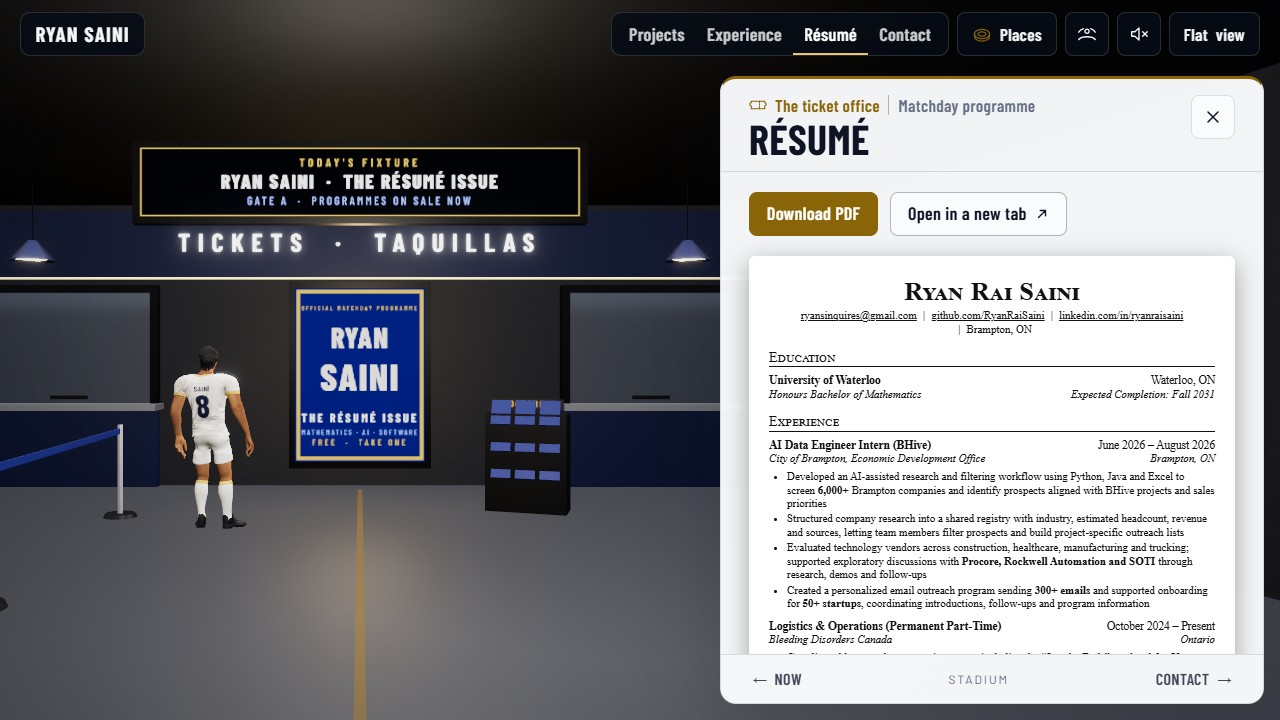 RYAN SAINI
Projects
Experience
Résumé
Contact
Places
Flat view
TODAY'S FIXTURE
RYAN SAINI · THE RÉSUMÉ ISSUE
GATE A · PROGRAMMES ON SALE NOW
TICKETS · TAQUILLAS
OFFICIAL MATCHDAY PROGRAMME
RYAN
SAINI
THE RÉSUMÉ ISSUE
MATHEMATICS · AI · SOFTWARE
FREE · TAKE ONE
SAINI
8
The ticket office | Matchday programme
RÉSUMÉ
Download PDF
Open in a new tab ↗
Ryan Rai Saini
ryansinquires@gmail.com | github.com/RyanRaiSaini | linkedin.com/in/ryanraisaini
| Brampton, ON
Education
University of Waterloo Waterloo, ON
Honours Bachelor of Mathematics Expected Completion: Fall 2031
Experience
AI Data Engineer Intern (BHive) June 2026 – August 2026
City of Brampton, Economic Development Office Brampton, ON
• Developed an AI-assisted research and filtering workflow using Python, Java and Excel to
screen 6,000+ Brampton companies and identify prospects aligned with BHive projects and sales
priorities
• Structured company research into a shared registry with industry, estimated headcount, revenue
and sources, letting team members filter prospects and build project-specific outreach lists
• Evaluated technology vendors across construction, healthcare, manufacturing and trucking;
supported exploratory discussions with Procore, Rockwell Automation and SOTI through
research, demos and follow-ups
• Created a personalized email outreach program sending 300+ emails and supported onboarding
for 50+ startups, coordinating introductions, follow-ups and program information
Logistics & Operations (Permanent Part-Time) October 2024 – Present
Bleeding Disorders Canada Ontario
← NOW
STADIUM
CONTACT →